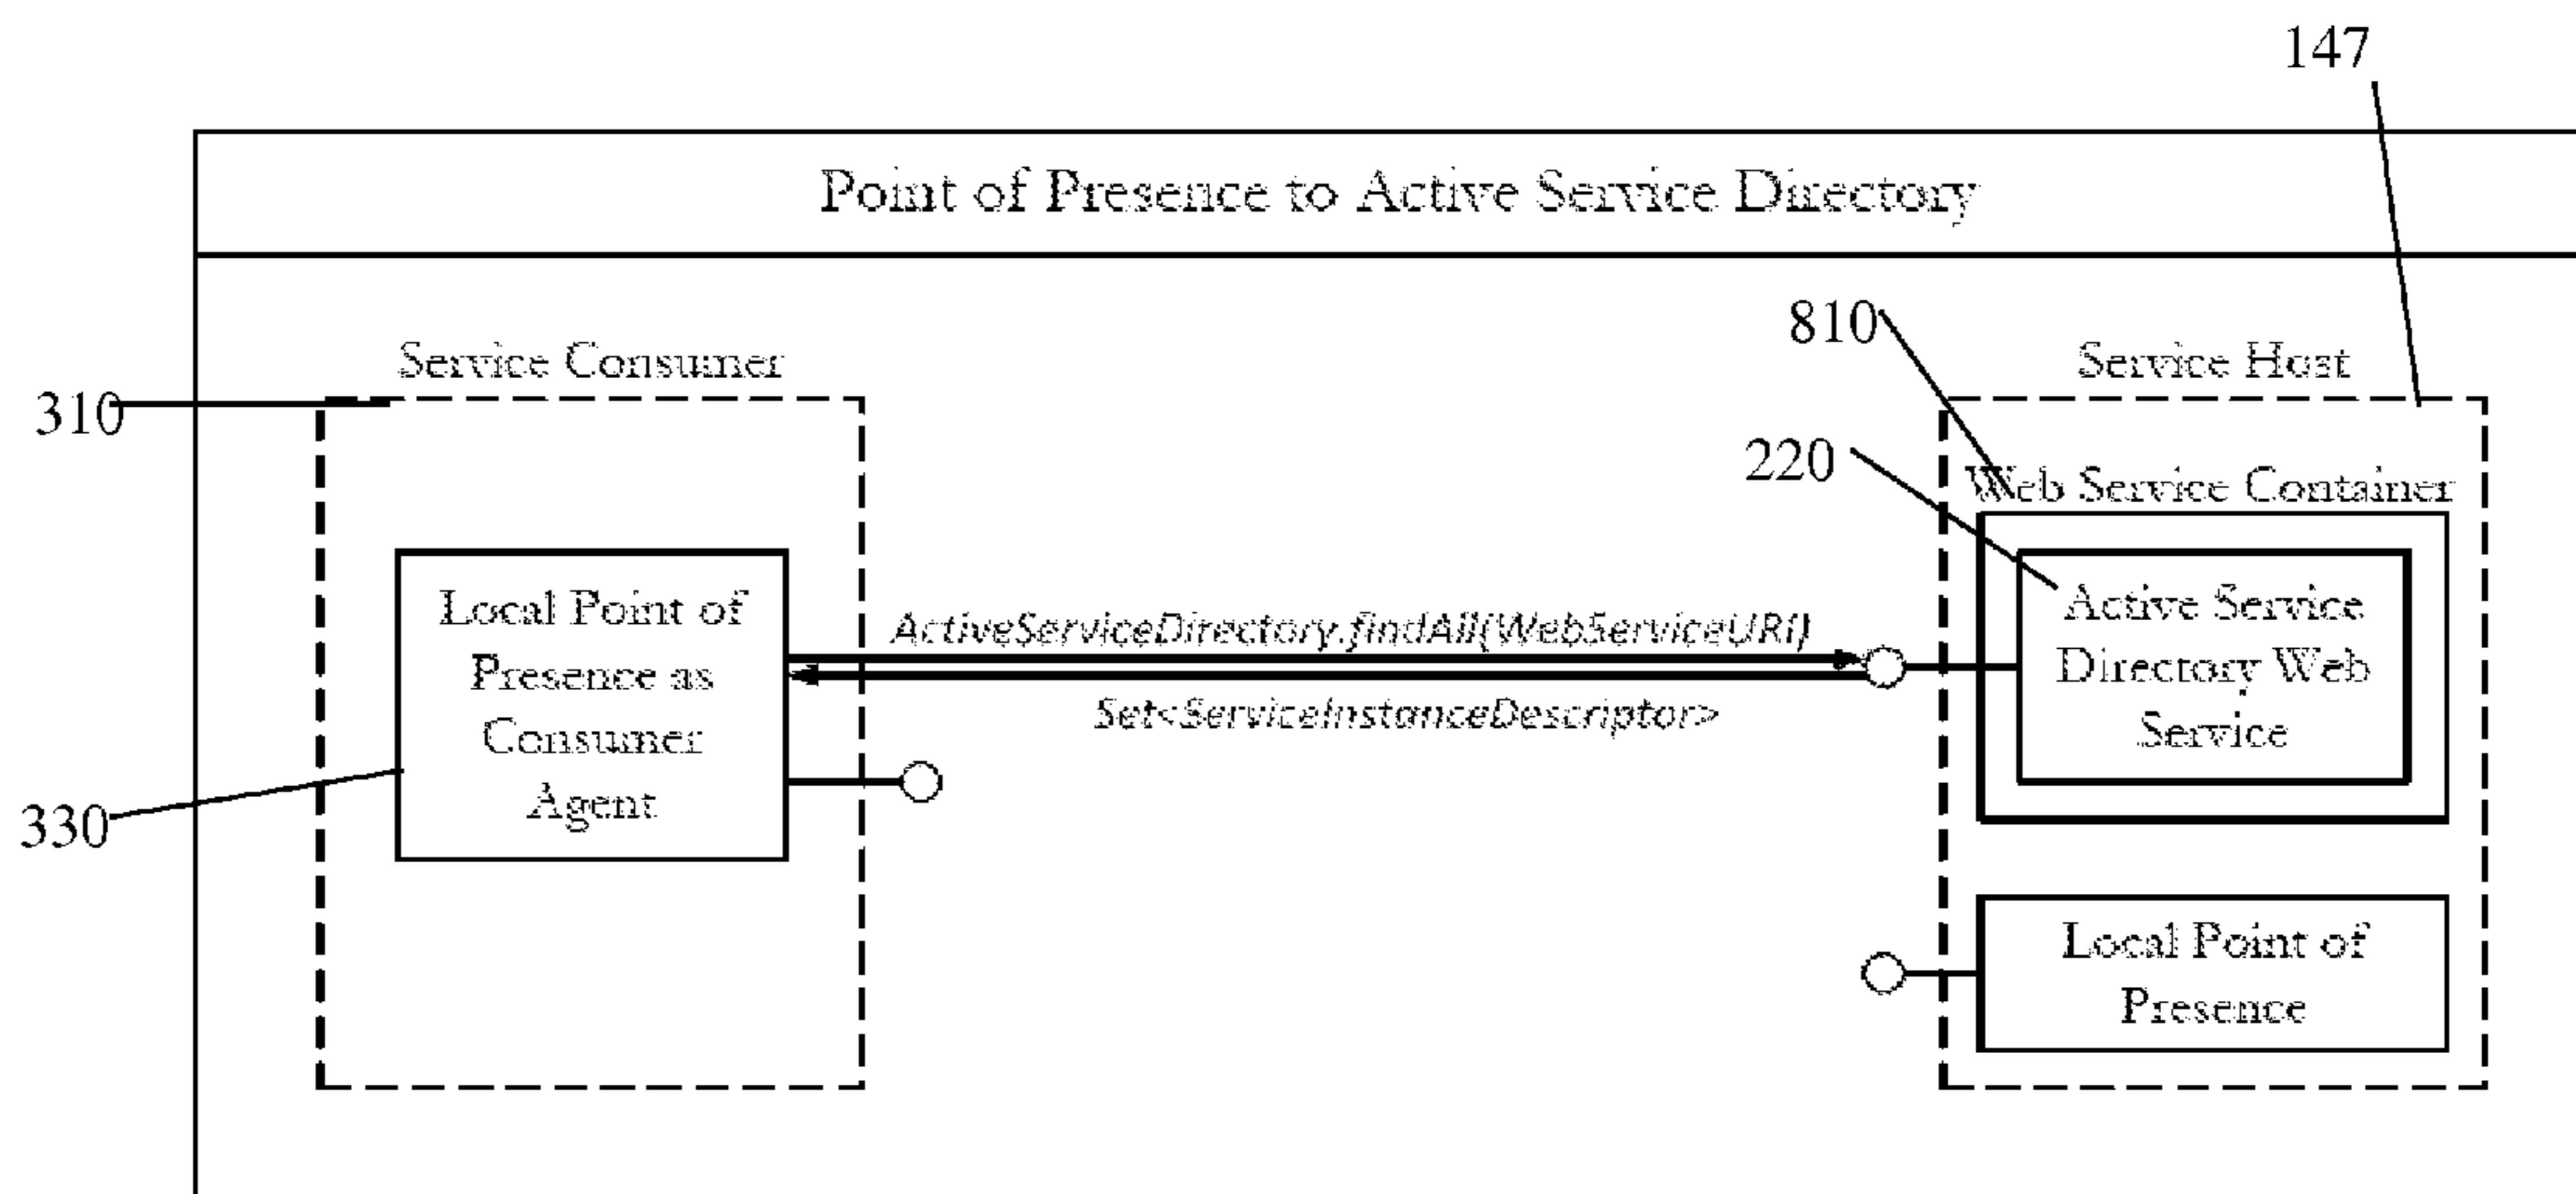 147
Point of Presence to Active Service Directory
810
Service Consumer
Service Host
310
220
Web Service Container
Local Point of
Presence as
Consumer
Agent
ActiveServiceDirectory.findAll(WebServiceURI)
Set<ServiceInstanceDescriptor>
Active Service
Directory Web
Service
330
Local Point of
Presence